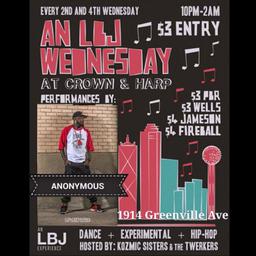 EVERY 2ND AND 4TH WEDNESDAY
10PM-2AM
AN LBJ
WEDNESDAY
$3 ENTRY
AT CROWN & HARP
PERFORMANCES BY:
$3 PBR
$3 WELLS
$4 JAMESON
$4 FIREBALL
ANONYMOUS
1914 Greenville Ave
AN
LBJ
EXPERIENCE
DANCE + EXPERIMENTAL + HIP-HOP
HOSTED BY: KOZMIC SISTERS & THE TWERKERS